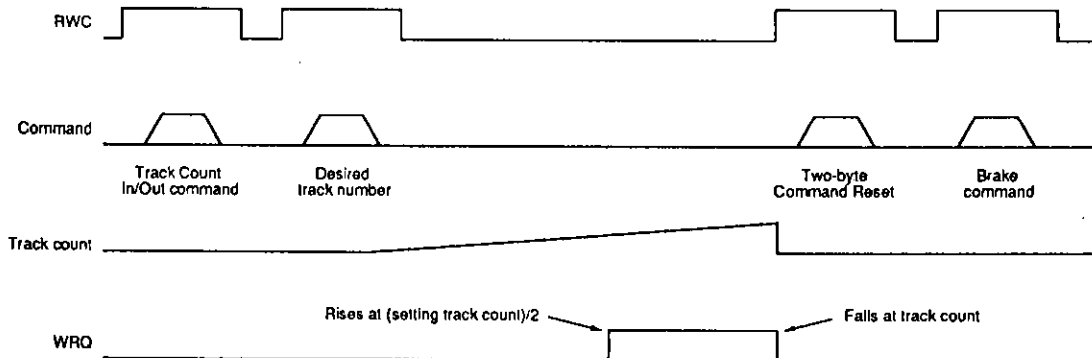 RWC
Command
Track Count
In/Out command
Desired
track number
Two-byte
Command Reset
Brake
command
Track count
Rises at (setting track count)/2
Falls at track count
WRQ